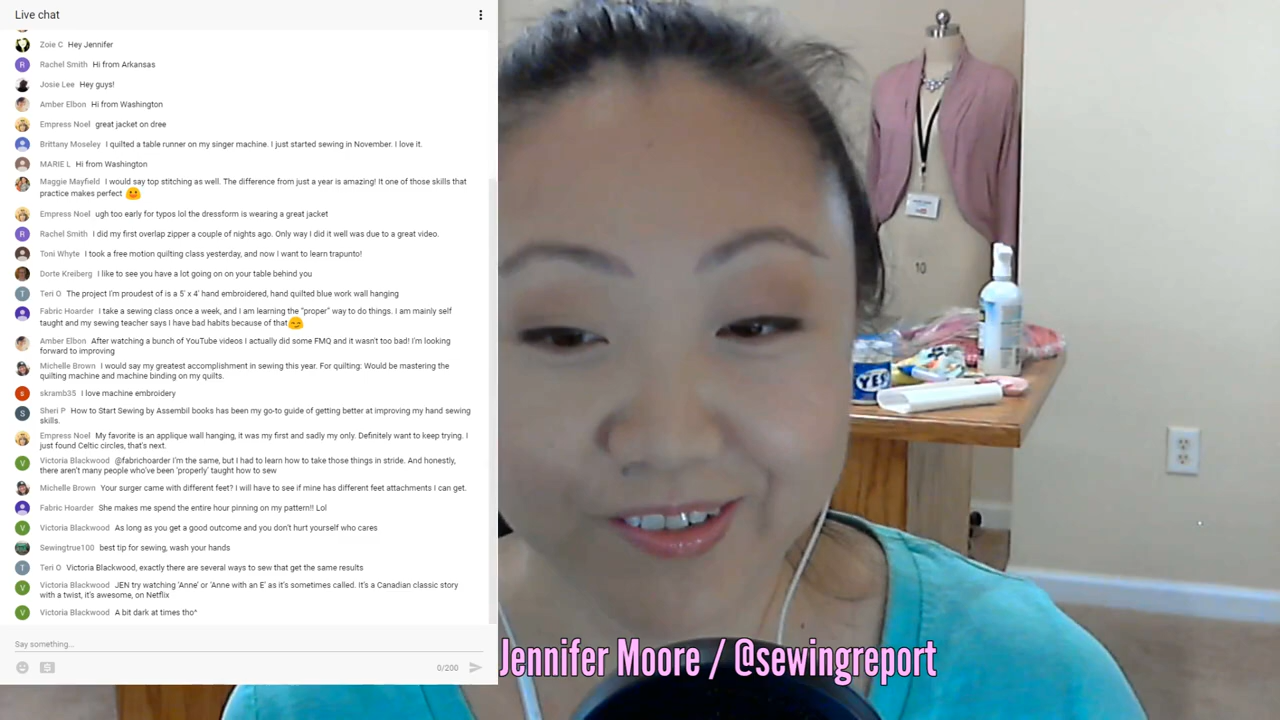 Live chat
Zoie C Hey Jennifer
Rachel Smith Hi from Arkansas
Josie Lee Hey guys!
Amber Elbon Hi from Washington
Empress Noel great jacket on dree
Brittany Moseley I quilted a table runner on my singer machine. I just started sewing in November. I love it.
MARIE L Hi from Washington
Maggie Mayfield I would say top stitching as well. The difference from just a year is amazing! It one of those skills that
practice makes perfect
Empress Noel ugh too early for typos lol the dressform is wearing a great jacket
Rachel Smith I did my first overlap zipper a couple of nights ago. Only way I did it well was due to a great video.
Toni Whyte I took a free motion quilting class yesterday, and now I want to learn trapunto!
Dorte Kreiberg I like to see you have a lot going on on your table behind you
T Teri O The project I'm proudest of is a 5' x 4' hand embroidered, hand quilted blue work wall hanging
Fabric Hoarder I take a sewing class once a week, and I am learning the "proper" way to do things. I am mainly self
taught and my sewing teacher says I have bad habits because of that
Amber Elbon After watching a bunch of YouTube videos I actually did some FMQ and it wasn't too bad! I'm looking
forward to improving
Michelle Brown I would say my greatest accomplishment in sewing this year. For quilting: Would be mastering the
quilting machine and machine binding on my quilts.
s skramb35 I love machine embroidery
S Sheri P How to Start Sewing by Assembil books has been my go-to guide of getting better at improving my hand sewing
skills.
Empress Noel My favorite is an applique wall hanging, it was my first and sadly my only. Definitely want to keep trying. I
just found Celtic circles, that's next.
V Victoria Blackwood @fabrichoarder I'm the same, but I had to learn how to take those things in stride. And honestly,
there aren't many people who've been 'properly' taught how to sew
Michelle Brown Your surger came with different feet? I will have to see if mine has different feet attachments I can get.
Fabric Hoarder She makes me spend the entire hour pinning on my pattern!! Lol
V Victoria Blackwood As long as you get a good outcome and you don't hurt yourself who cares
Sewingtrue100 best tip for sewing, wash your hands
T Teri O Victoria Blackwood, exactly there are several ways to sew that get the same results
V Victoria Blackwood JEN try watching 'Anne' or 'Anne with an E' as it's sometimes called. It's a Canadian classic story
with a twist, it's awesome, on Netflix
V Victoria Blackwood A bit dark at times tho*
Say something...
0/200
10
YES
Jennifer Moore / @sewingreport